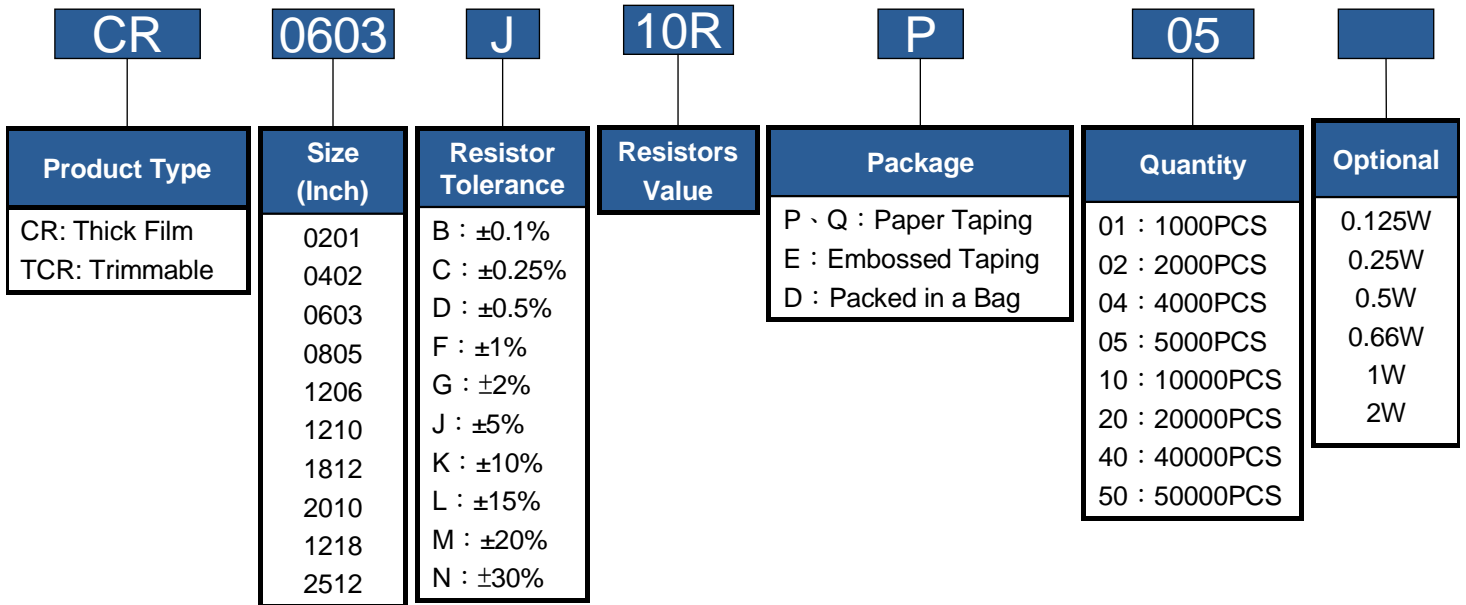 CR 0603 J 10R P 05
Product Type
CR: Thick Film
TCR: Trimmable
Size
(Inch)
0201
0402
0603
0805
1206
1210
1812
2010
1218
2512
Resistor
Tolerance
B：±0.1%
C：±0.25%
D：±0.5%
F：±1%
G：±2%
J：±5%
K：±10%
L：±15%
M：±20%
N：±30%
Resistors
Value
Package
P、Q：Paper Taping
E：Embossed Taping
D：Packed in a Bag
Quantity
01：1000PCS
02：2000PCS
04：4000PCS
05：5000PCS
10：10000PCS
20：20000PCS
40：40000PCS
50：50000PCS
Optional
0.125W
0.25W
0.5W
0.66W
1W
2W